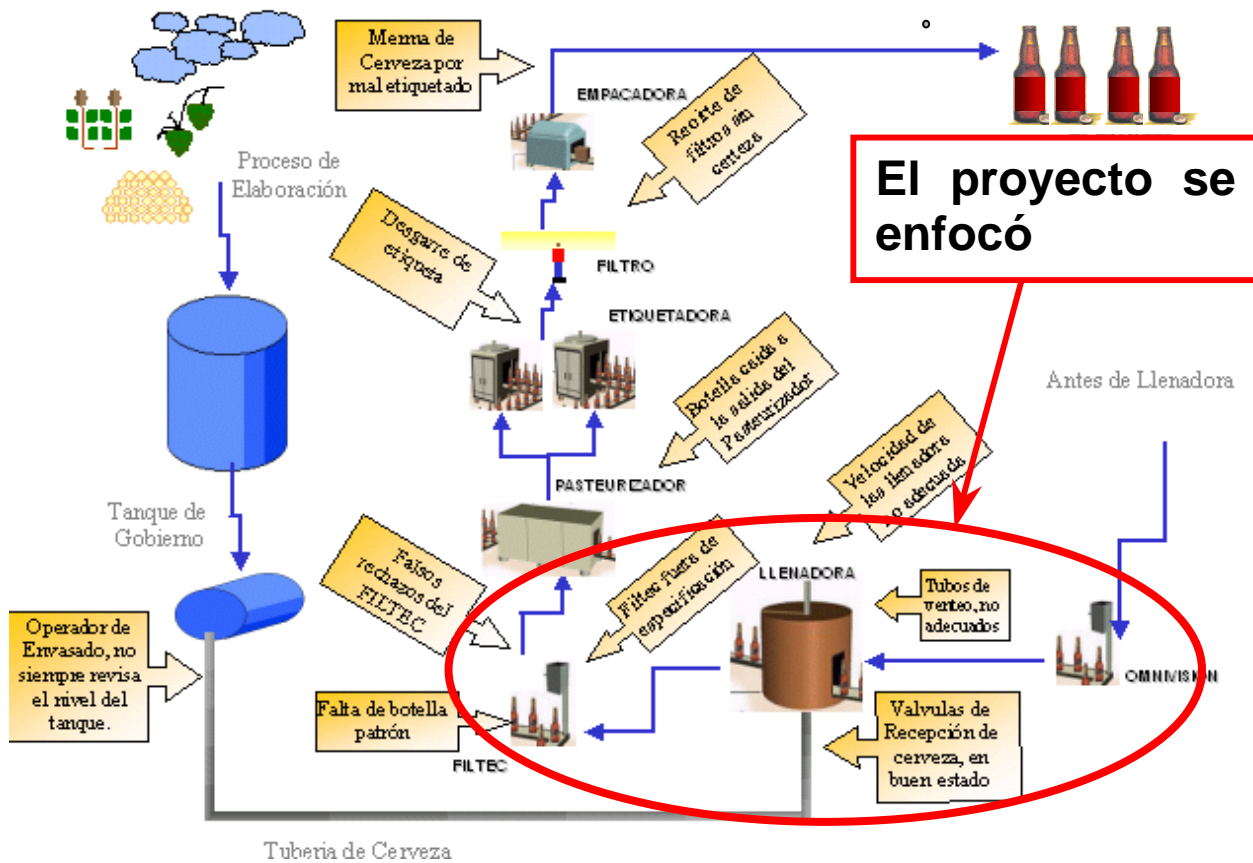 Merma de
Cerveza por
mal etiquetado
EMPACADORA
Recorte de
filtros sin
certeza
El proyecto se
enfocó
Proceso de
Elaboración
Desgarre de
etiqueta
FILTRO
ETIQUETADORA
Botella caida a
la salida del
Pasteurizador
Antes de Llenadora
Velocidad de
las llenadora
no adecuada
PASTEURIZADOR
Tanque de
Gobierno
Falsos
rechazos del
FILTEC
Filtec fuera de
especificación
LLENADORA
Tubos de
venteo, no
adecuados
Operador de
Envasado, no
siempre revisa
el nivel del
tanque.
OMNIVISION
Falta de botella
patrón
Valvulas de
Recepción de
cerveza, en
buen estado
FILTEC
Tuberia de Cerveza